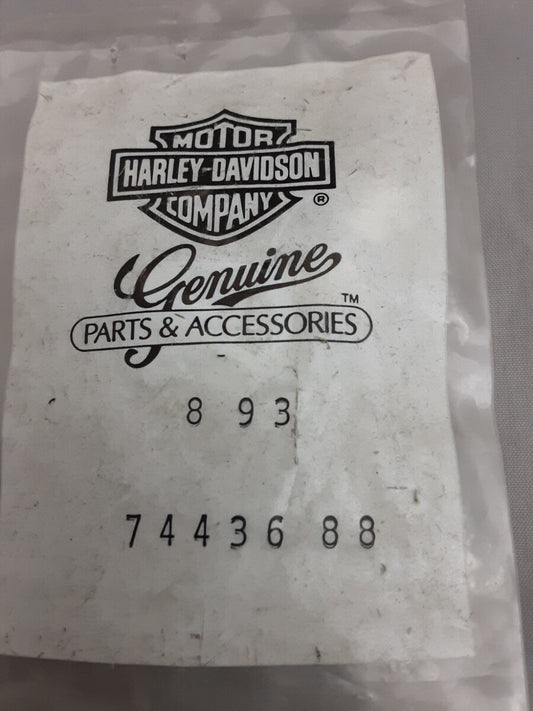 MOTOR
HARLEY-DAVIDSON
COMPANY ®
Genuine
PARTS & ACCESSORIES ™
8 93
74436 88